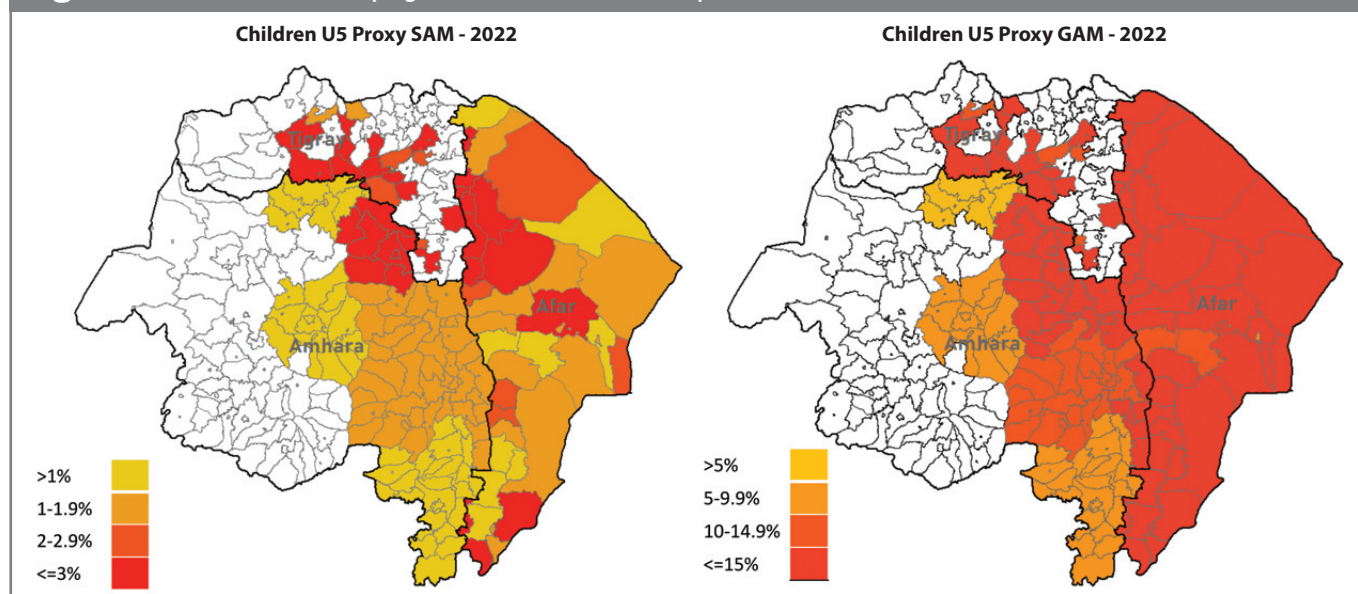 Children U5 Proxy SAM - 2022
Tigray
Afar
Amhara
>1%
1-1.9%
2-2.9%
<=3%
Children U5 Proxy GAM - 2022
Tigray
Afar
Amhara
>5%
5-9.9%
10-14.9%
<=15%